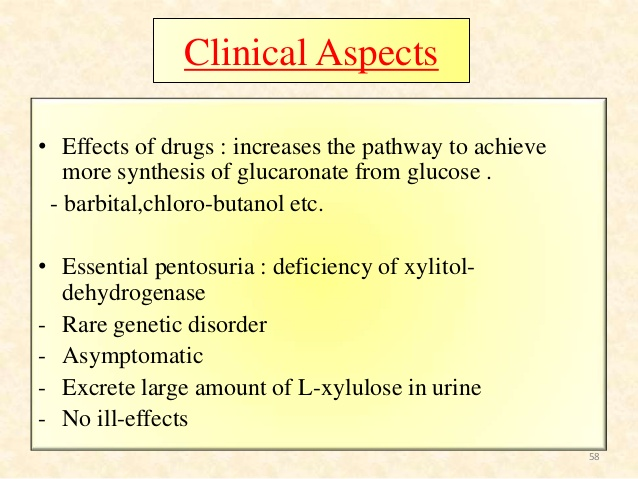 Clinical Aspects
• Effects of drugs : increases the pathway to achieve
more synthesis of glucaronate from glucose .
- barbital,chloro-butanol etc.
• Essential pentosuria : deficiency of xylitol-
dehydrogenase
- Rare genetic disorder
- Asymptomatic
- Excrete large amount of L-xylulose in urine
- No ill-effects
58